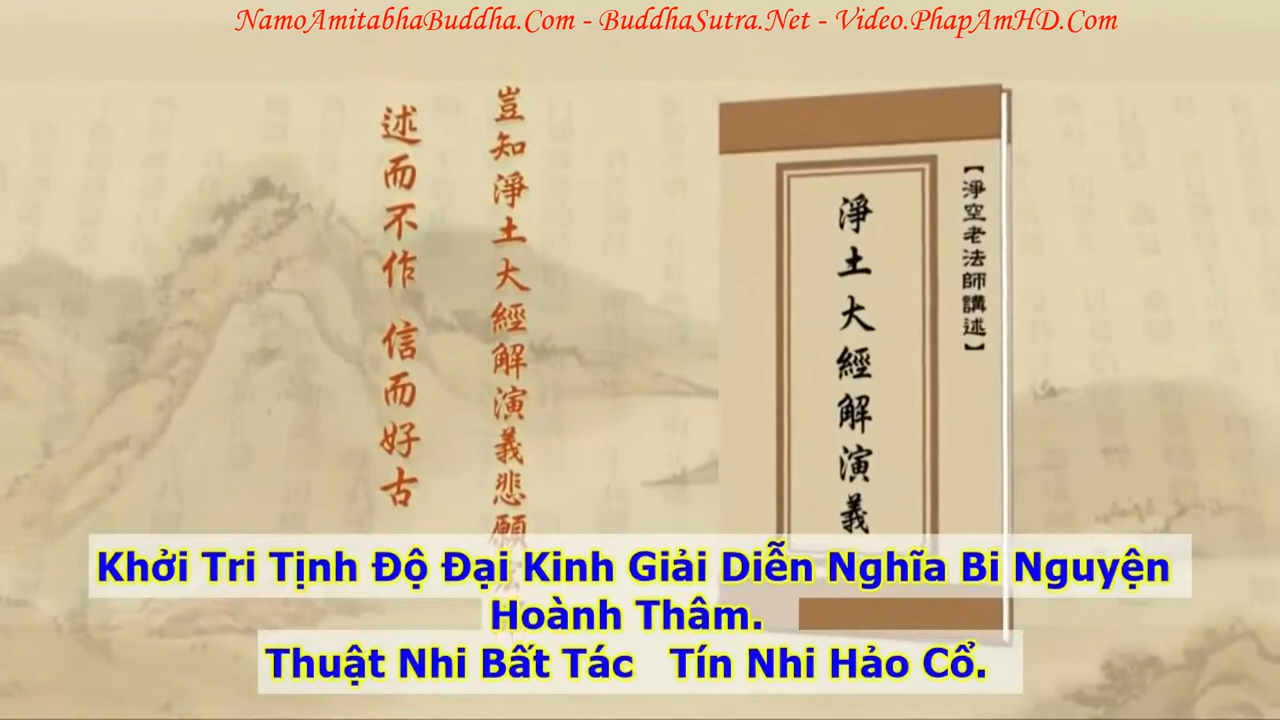 NamoAmitabhaBuddha.Com - BuddhaSutra.Net - Video.PhapAmHD.Com
豈知淨土大經解演義悲願
述而不作 信而好古
【淨空老法師講述】
淨土大經解演義
Khởi Tri Tịnh Độ Đại Kinh Giải Diễn Nghĩa Bi Nguyện
Hoành Thâm.
Thuật Nhi Bất Tác Tín Nhi Hảo Cổ.